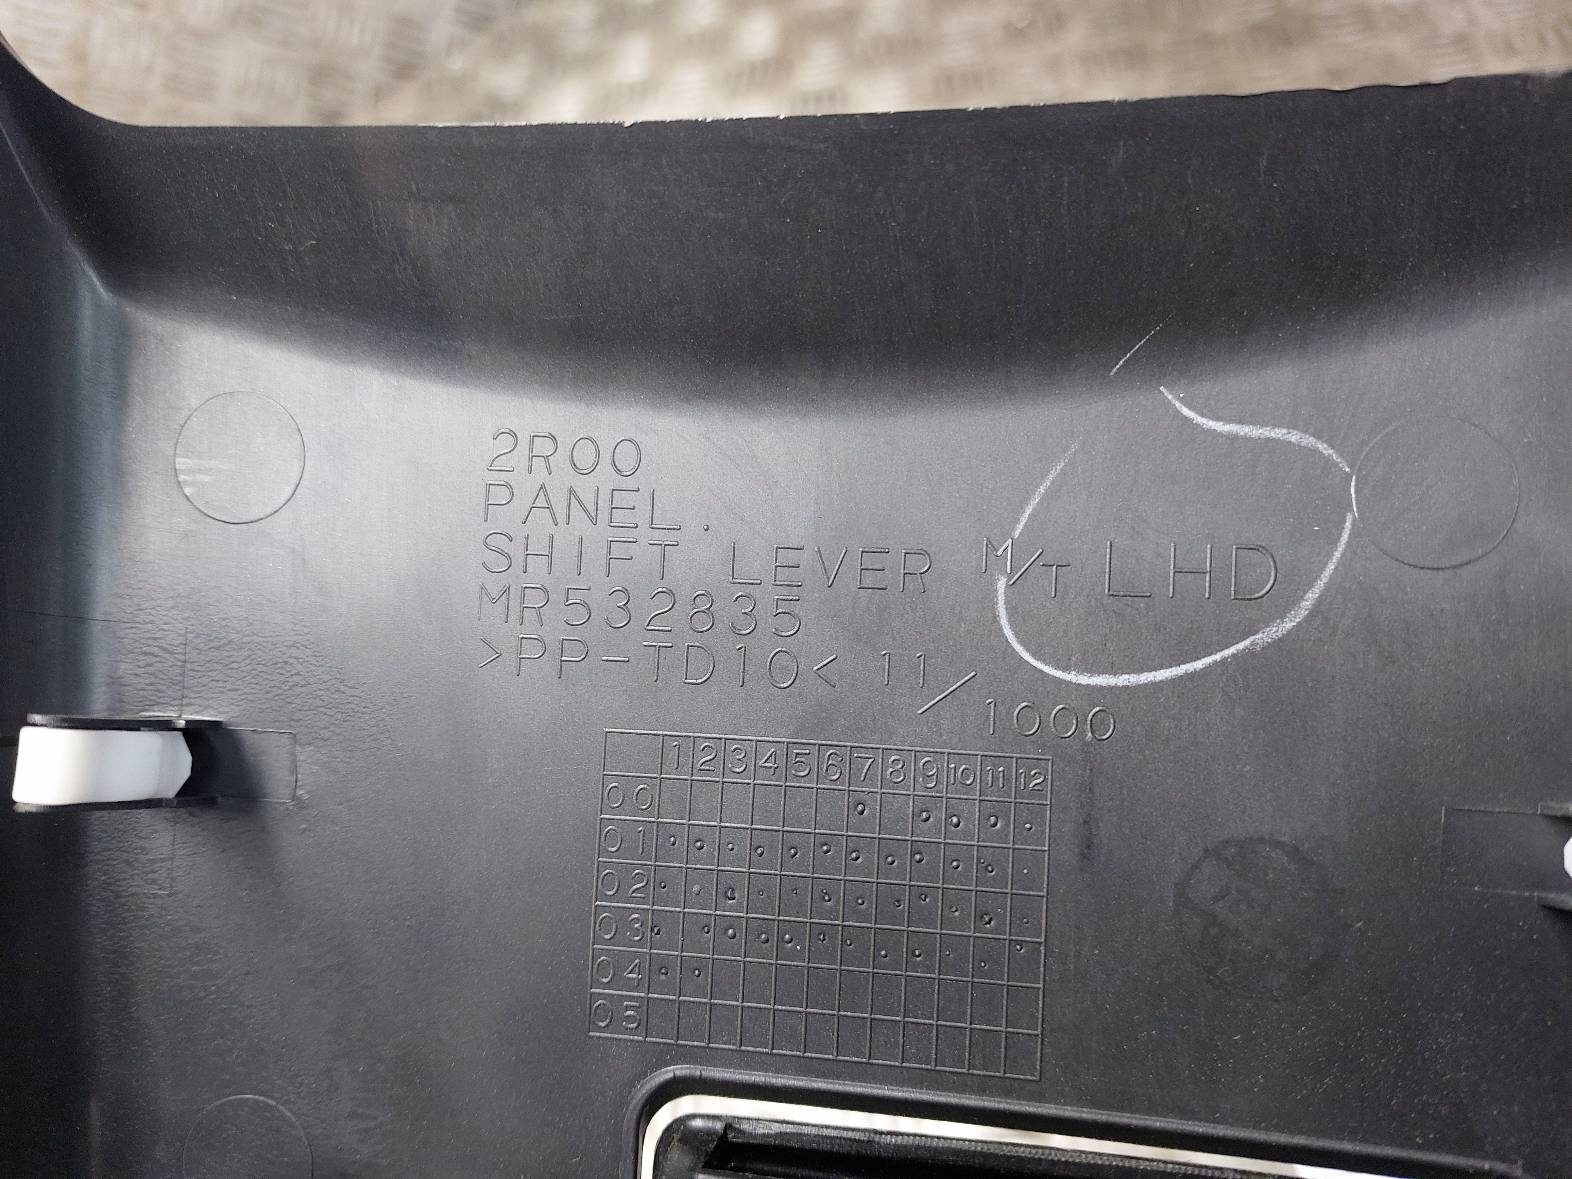 2R00
PANEL.
SHIFT LEVER M/T LHD
MR532835
>PP-TD10< 11/1000
1 2 3 4 5 6 7 8 9 10 11 12
00
01
02
03
04
05